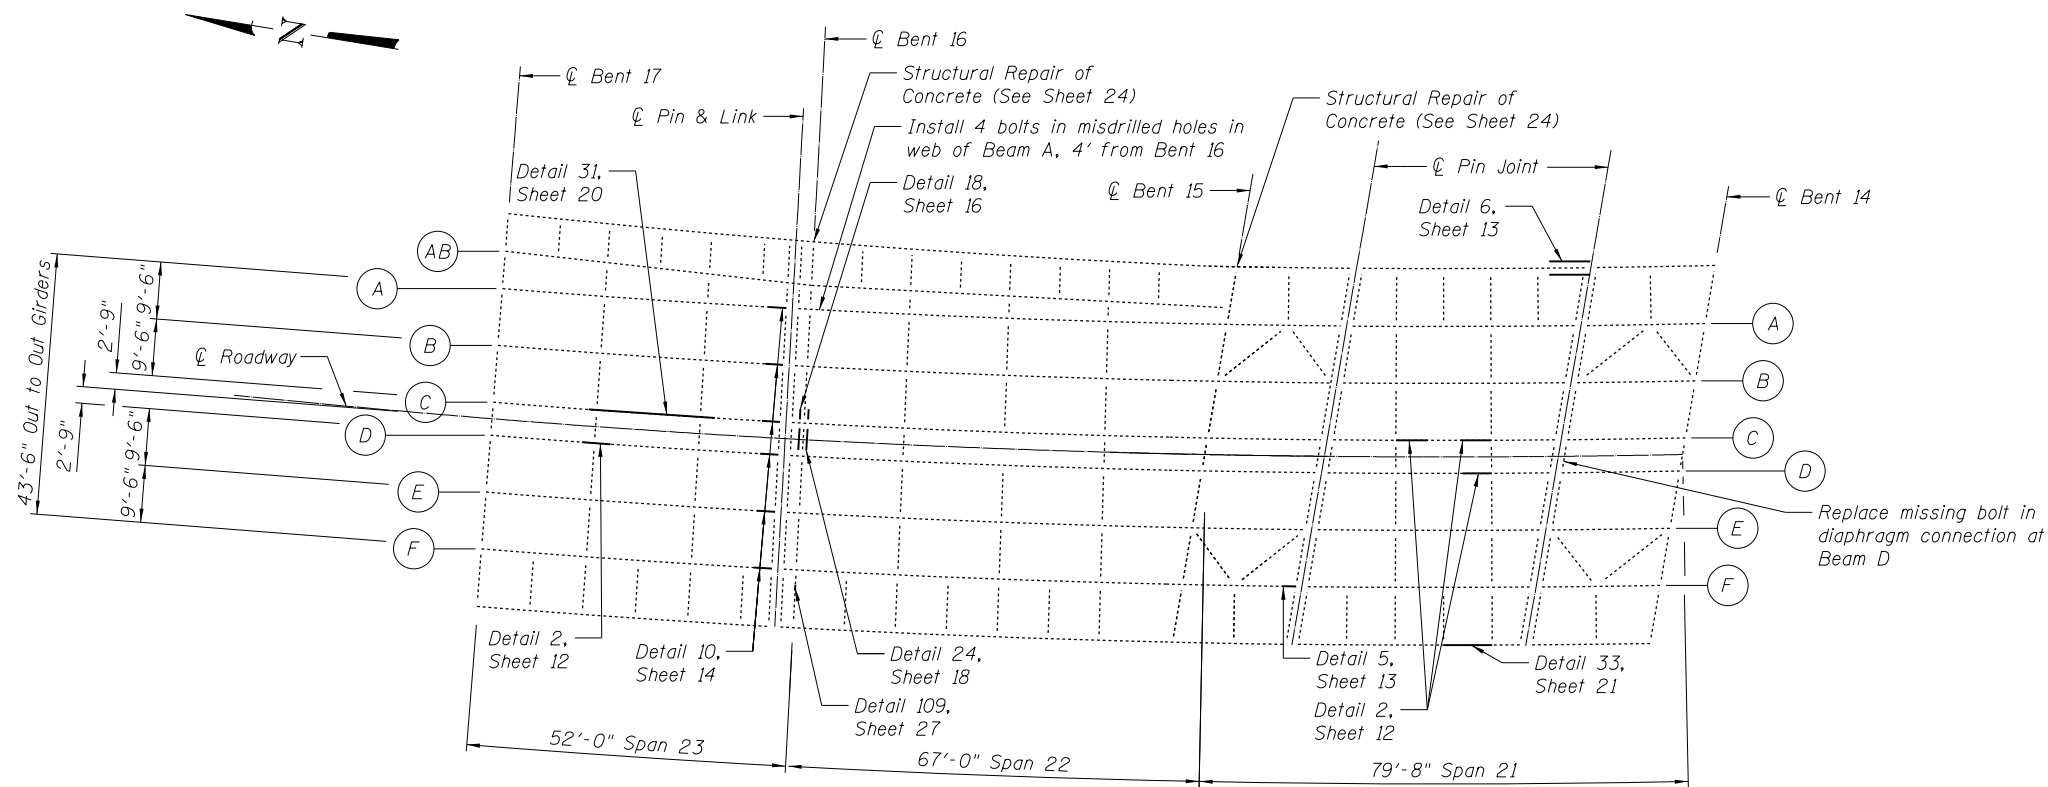 N
℄ Bent 17
℄ Pin & Link
℄ Bent 16
Structural Repair of
Concrete (See Sheet 24)
Install 4 bolts in misdrilled holes in
web of Beam A, 4' from Bent 16
Detail 18,
Sheet 16
℄ Bent 15
Structural Repair of
Concrete (See Sheet 24)
℄ Pin Joint
Detail 6,
Sheet 13
℄ Bent 14
Detail 31,
Sheet 20
AB
A
B
C
D
E
F
43'-6" Out to Out Girders
9'-6"
9'-6"
2'-9"
2'-9"
9'-6"
9'-6"
℄ Roadway
A
B
C
D
E
F
Replace missing bolt in
diaphragm connection at
Beam D
Detail 2,
Sheet 12
Detail 10,
Sheet 14
Detail 24,
Sheet 18
Detail 109,
Sheet 27
Detail 5,
Sheet 13
Detail 2,
Sheet 12
Detail 33,
Sheet 21
52'-0" Span 23
67'-0" Span 22
79'-8" Span 21